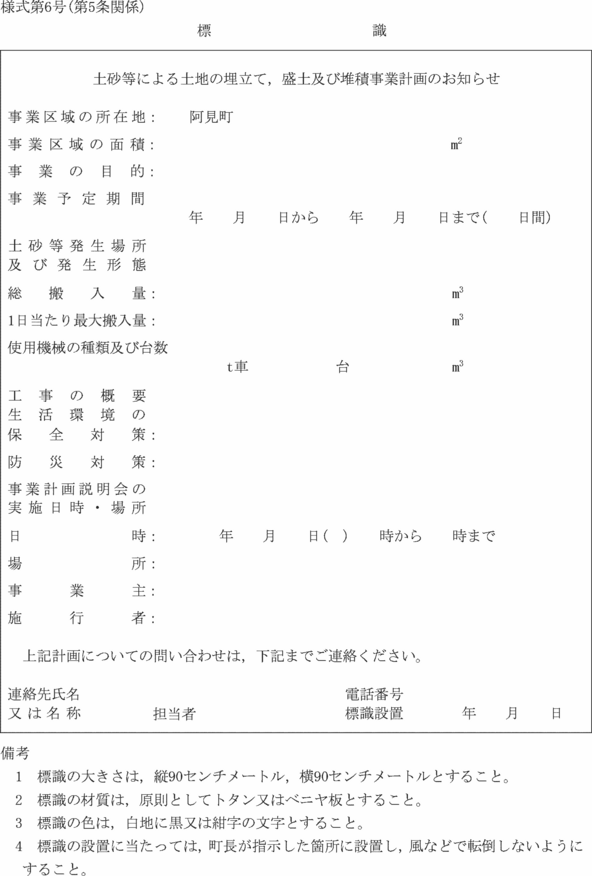 様式第6号(第5条関係)
標 識
土砂等による土地の埋立て，盛土及び堆積事業計画のお知らせ
事業区域の所在地： 阿見町
事業区域の面積： ㎡
事業の目的：
事業予定期間
年 月 日から 年 月 日まで( 日間)
土砂等発生場所
及び発生形態
総搬入量： m³
1日当たり最大搬入量： m³
使用機械の種類及び台数
t車 台 m³
工事の概要
生活環境の
保全対策：
防災対策：
事業計画説明会の
実施日時・場所
日時： 年 月 日( ) 時から 時まで
場所：
事業主：
施行者：
上記計画についての問い合わせは，下記までご連絡ください。
連絡先氏名 電話番号
又は名称 担当者 標識設置 年 月 日
備考
1 標識の大きさは，縦90センチメートル，横90センチメートルとすること。
2 標識の材質は，原則としてトタン又はベニヤ板とすること。
3 標識の色は，白地に黒又は紺字の文字とすること。
4 標識の設置に当たっては，町長が指示した箇所に設置し，風などで転倒しないように
すること。